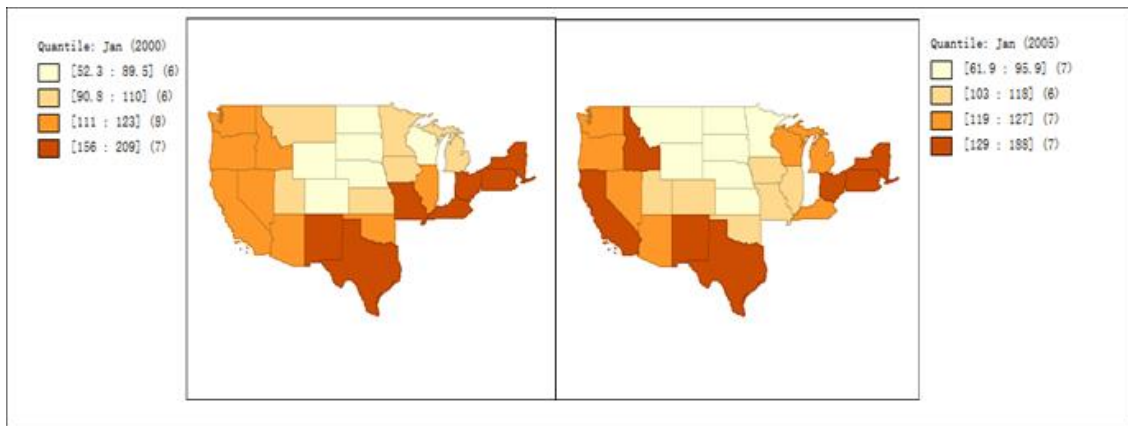 Quantile: Jan (2000)
[52.3 : 89.5] (6)
[90.8 : 110] (6)
[111 : 123] (8)
[156 : 209] (7)
Quantile: Jan (2005)
[61.9 : 95.9] (7)
[103 : 118] (6)
[119 : 127] (7)
[129 : 188] (7)